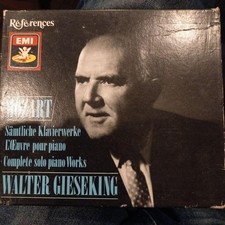 Références
EMI
MOZART
Sämtliche Klavierwerke
L'Œuvre pour piano
Complete solo piano Works
WALTER GIESEKING